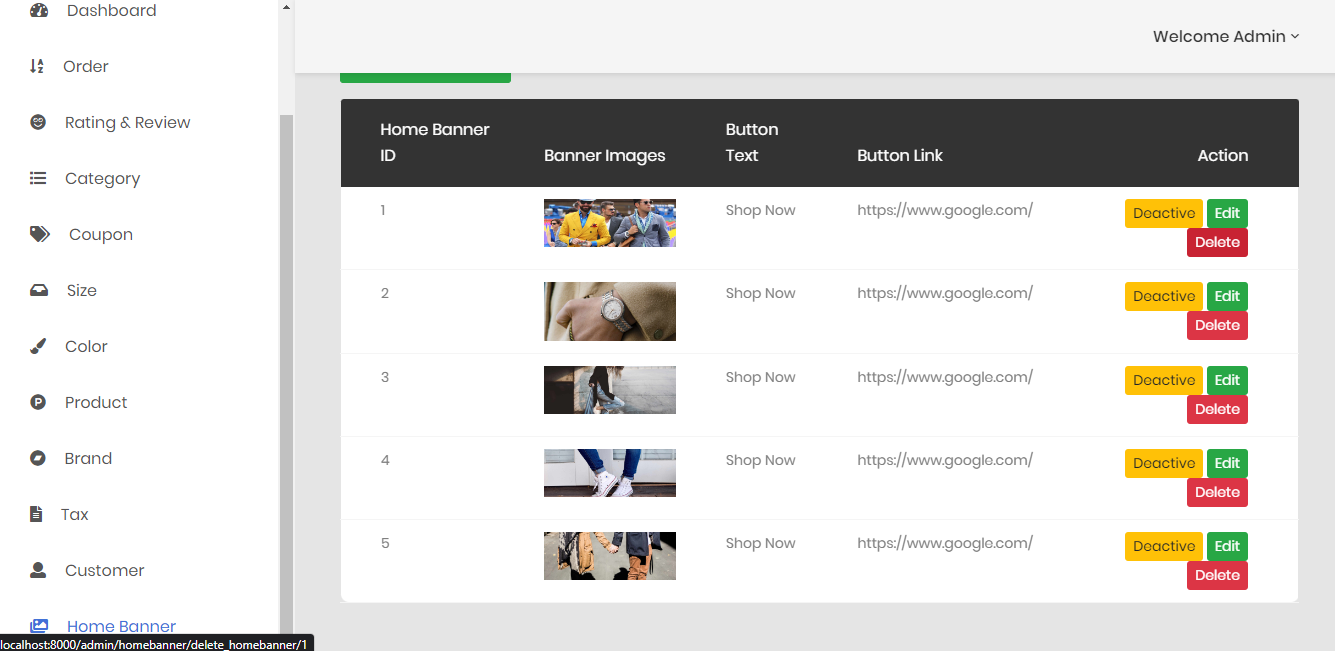 Dashboard
Order
Rating & Review
Category
Coupon
Size
Color
Product
Brand
Tax
Customer
Home Banner
localhost:8000/admin/homebanner/delete_homebanner/1
Welcome Admin
Home Banner ID Banner Images Button Text Button Link Action
1 Shop Now https://www.google.com/ Deactive Edit
Delete
2 Shop Now https://www.google.com/ Deactive Edit
Delete
3 Shop Now https://www.google.com/ Deactive Edit
Delete
4 Shop Now https://www.google.com/ Deactive Edit
Delete
5 Shop Now https://www.google.com/ Deactive Edit
Delete